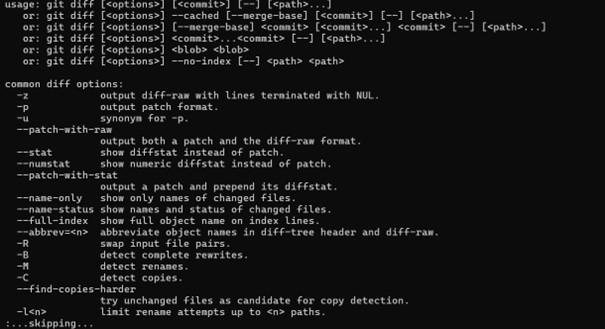 usage: git diff [<options>] [<commit>] [--] [<path>...]
   or: git diff [<options>] --cached [--merge-base] [<commit>] [--] [<path>...]
   or: git diff [<options>] [--merge-base] <commit> [<commit>...] <commit> [--] [<path>...]
   or: git diff [<options>] <commit>...<commit> [--] [<path>...]
   or: git diff [<options>] <blob> <blob>
   or: git diff [<options>] --no-index [--] <path> <path>

common diff options:
  -z            output diff-raw with lines terminated with NUL.
  -p            output patch format.
  -u            synonym for -p.
  --patch-with-raw
                output both a patch and the diff-raw format.
  --stat        show diffstat instead of patch.
  --numstat     show numeric diffstat instead of patch.
  --patch-with-stat
                output a patch and prepend its diffstat.
  --name-only   show only names of changed files.
  --name-status show names and status of changed files.
  --full-index  show full object name on index lines.
  --abbrev=<n>  abbreviate object names in diff-tree header and diff-raw.
  -R            swap input file pairs.
  -B            detect complete rewrites.
  -M            detect renames.
  -C            detect copies.
  --find-copies-harder
                try unchanged files as candidate for copy detection.
  -l<n>         limit rename attempts up to <n> paths.
:...skipping...